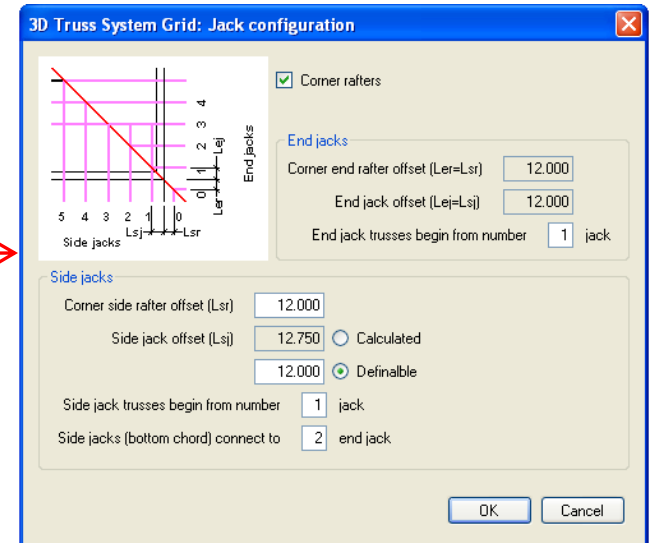 3D Truss System Grid: Jack configuration
Corner rafters
4
3
2
1
0
Lej
Ler
End jacks
5 4 3 2 1 0
Lsj Lsr
Side jacks
End jacks
Corner end rafter offset (Ler=Lsr) 12.000
End jack offset (Lej=Lsj) 12.000
End jack trusses begin from number 1 jack
Side jacks
Corner side rafter offset (Lsr) 12.000
Side jack offset (Lsj) 12.750 Calculated
12.000 Definalble
Side jack trusses begin from number 1 jack
Side jacks (bottom chord) connect to 2 end jack
OK Cancel